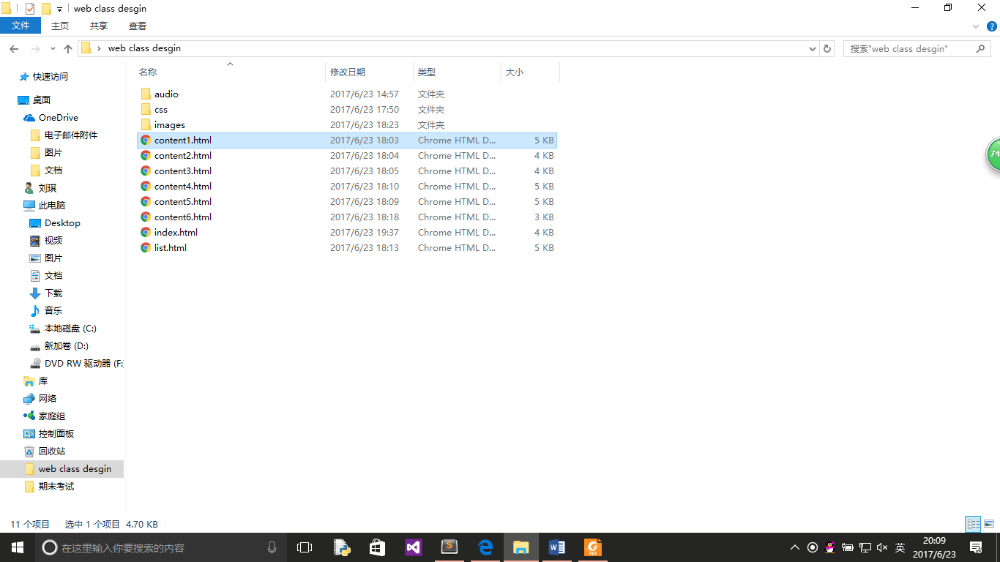 web class desgin
文件 主页 共享 查看
web class desgin 搜索"web class desgin"
名称 修改日期 类型 大小
快速访问
桌面
OneDrive
电子邮件附件
图片
文档
刘琪
此电脑
Desktop
视频
图片
文档
下载
音乐
本地磁盘 (C:)
新加卷 (D:)
DVD RW 驱动器 (F:)
库
网络
家庭组
控制面板
回收站
web class desgin
期末考试
audio 2017/6/23 14:57 文件夹
css 2017/6/23 17:50 文件夹
images 2017/6/23 18:23 文件夹
content1.html 2017/6/23 18:03 Chrome HTML D... 5 KB
content2.html 2017/6/23 18:04 Chrome HTML D... 4 KB
content3.html 2017/6/23 18:05 Chrome HTML D... 4 KB
content4.html 2017/6/23 18:10 Chrome HTML D... 5 KB
content5.html 2017/6/23 18:09 Chrome HTML D... 5 KB
content6.html 2017/6/23 18:18 Chrome HTML D... 3 KB
index.html 2017/6/23 19:37 Chrome HTML D... 4 KB
list.html 2017/6/23 18:13 Chrome HTML D... 5 KB
74
11 个项目 选中 1 个项目 4.70 KB
在这里输入你要搜索的内容
英
20:09
2017/6/23